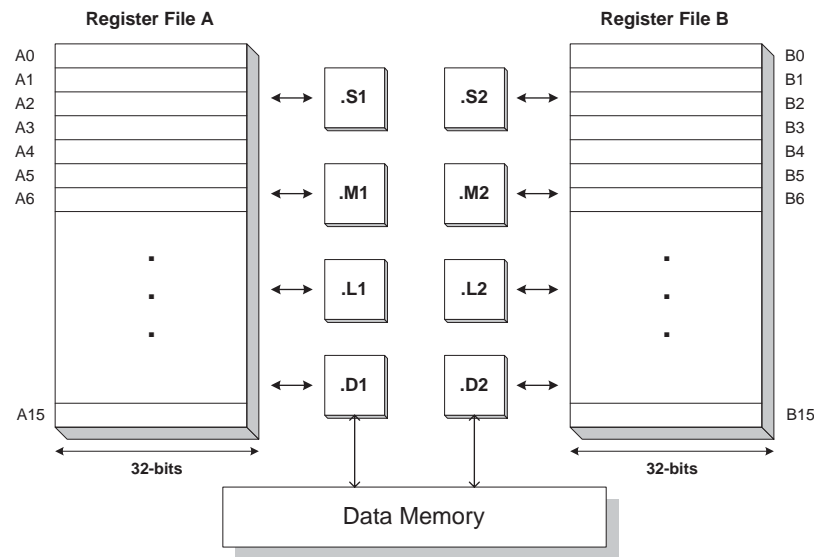 Register File A
Register File B
A0
A1
A2
A3
A4
A5
A6
A15
.S1
.S2
.M1
.M2
.L1
.L2
.D1
.D2
B0
B1
B2
B3
B4
B5
B6
B15
32-bits
32-bits
Data Memory